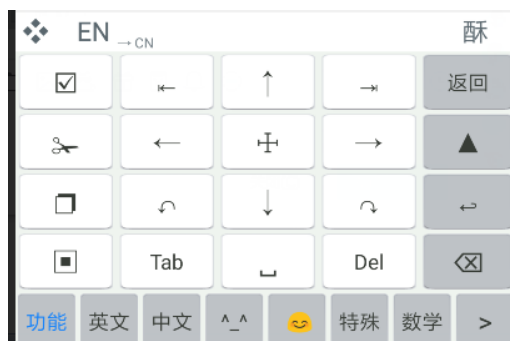 EN →CN 酥
☑ ⇤ ↑ ⇥ 返回
✂ ← ↔ → ▲
❐ ↶ ↓ ↷ ↩
▣ Tab ␣ Del ⌫
功能 英文 中文 ^_^ 😊 特殊 数学 >